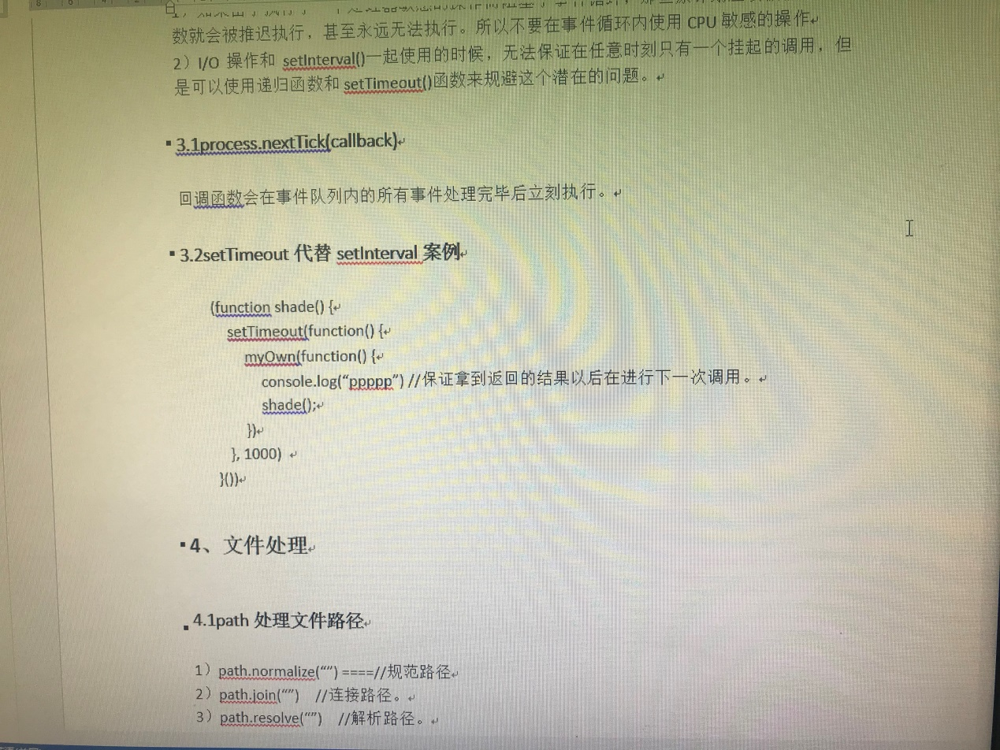 数就会被推迟执行，甚至永远无法执行。所以不要在事件循环内使用 CPU 敏感的操作
2）I/O 操作和 setInterval()一起使用的时候，无法保证在任意时刻只有一个挂起的调用，但
是可以使用递归函数和 setTimeout()函数来规避这个潜在的问题。
3.1process.nextTick(callback)
回调函数会在事件队列内的所有事件处理完毕后立刻执行。
3.2setTimeout 代替 setInterval 案例
(function shade() {
setTimeout(function() {
myOwn(function() {
console.log(“ppppp”) //保证拿到返回的结果以后在进行下一次调用。
shade();
})
}, 1000)
}())
4、文件处理
4.1path 处理文件路径
1）path.normalize(“”) ====//规范路径
2）path.join(“”) //连接路径。
3）path.resolve(“”) //解析路径。